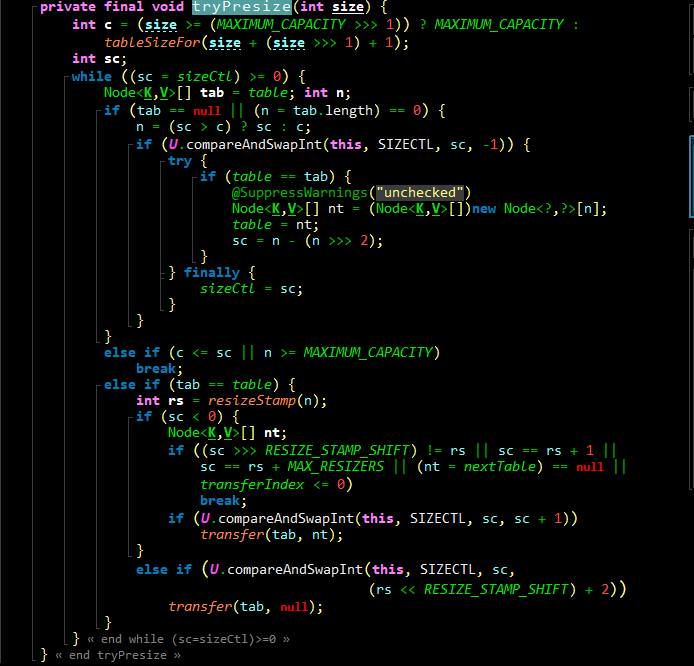 private final void tryPresize(int size) {
int c = (size >= (MAXIMUM_CAPACITY >>> 1)) ? MAXIMUM_CAPACITY :
tableSizeFor(size + (size >>> 1) + 1);
int sc;
while ((sc = sizeCtl) >= 0) {
Node<K,V>[] tab = table; int n;
if (tab == null || (n = tab.length) == 0) {
n = (sc > c) ? sc : c;
if (U.compareAndSwapInt(this, SIZECTL, sc, -1)) {
try {
if (table == tab) {
@SuppressWarnings("unchecked")
Node<K,V>[] nt = (Node<K,V>[])new Node<?,?>[n];
table = nt;
sc = n - (n >>> 2);
}
} finally {
sizeCtl = sc;
}
}
}
else if (c <= sc || n >= MAXIMUM_CAPACITY)
break;
else if (tab == table) {
int rs = resizeStamp(n);
if (sc < 0) {
Node<K,V>[] nt;
if ((sc >>> RESIZE_STAMP_SHIFT) != rs || sc == rs + 1 ||
sc == rs + MAX_RESIZERS || (nt = nextTable) == null ||
transferIndex <= 0)
break;
if (U.compareAndSwapInt(this, SIZECTL, sc, sc + 1))
transfer(tab, nt);
}
else if (U.compareAndSwapInt(this, SIZECTL, sc,
(rs << RESIZE_STAMP_SHIFT) + 2))
transfer(tab, null);
}
} « end while (sc=sizeCtl)>=0 »
} « end tryPresize »